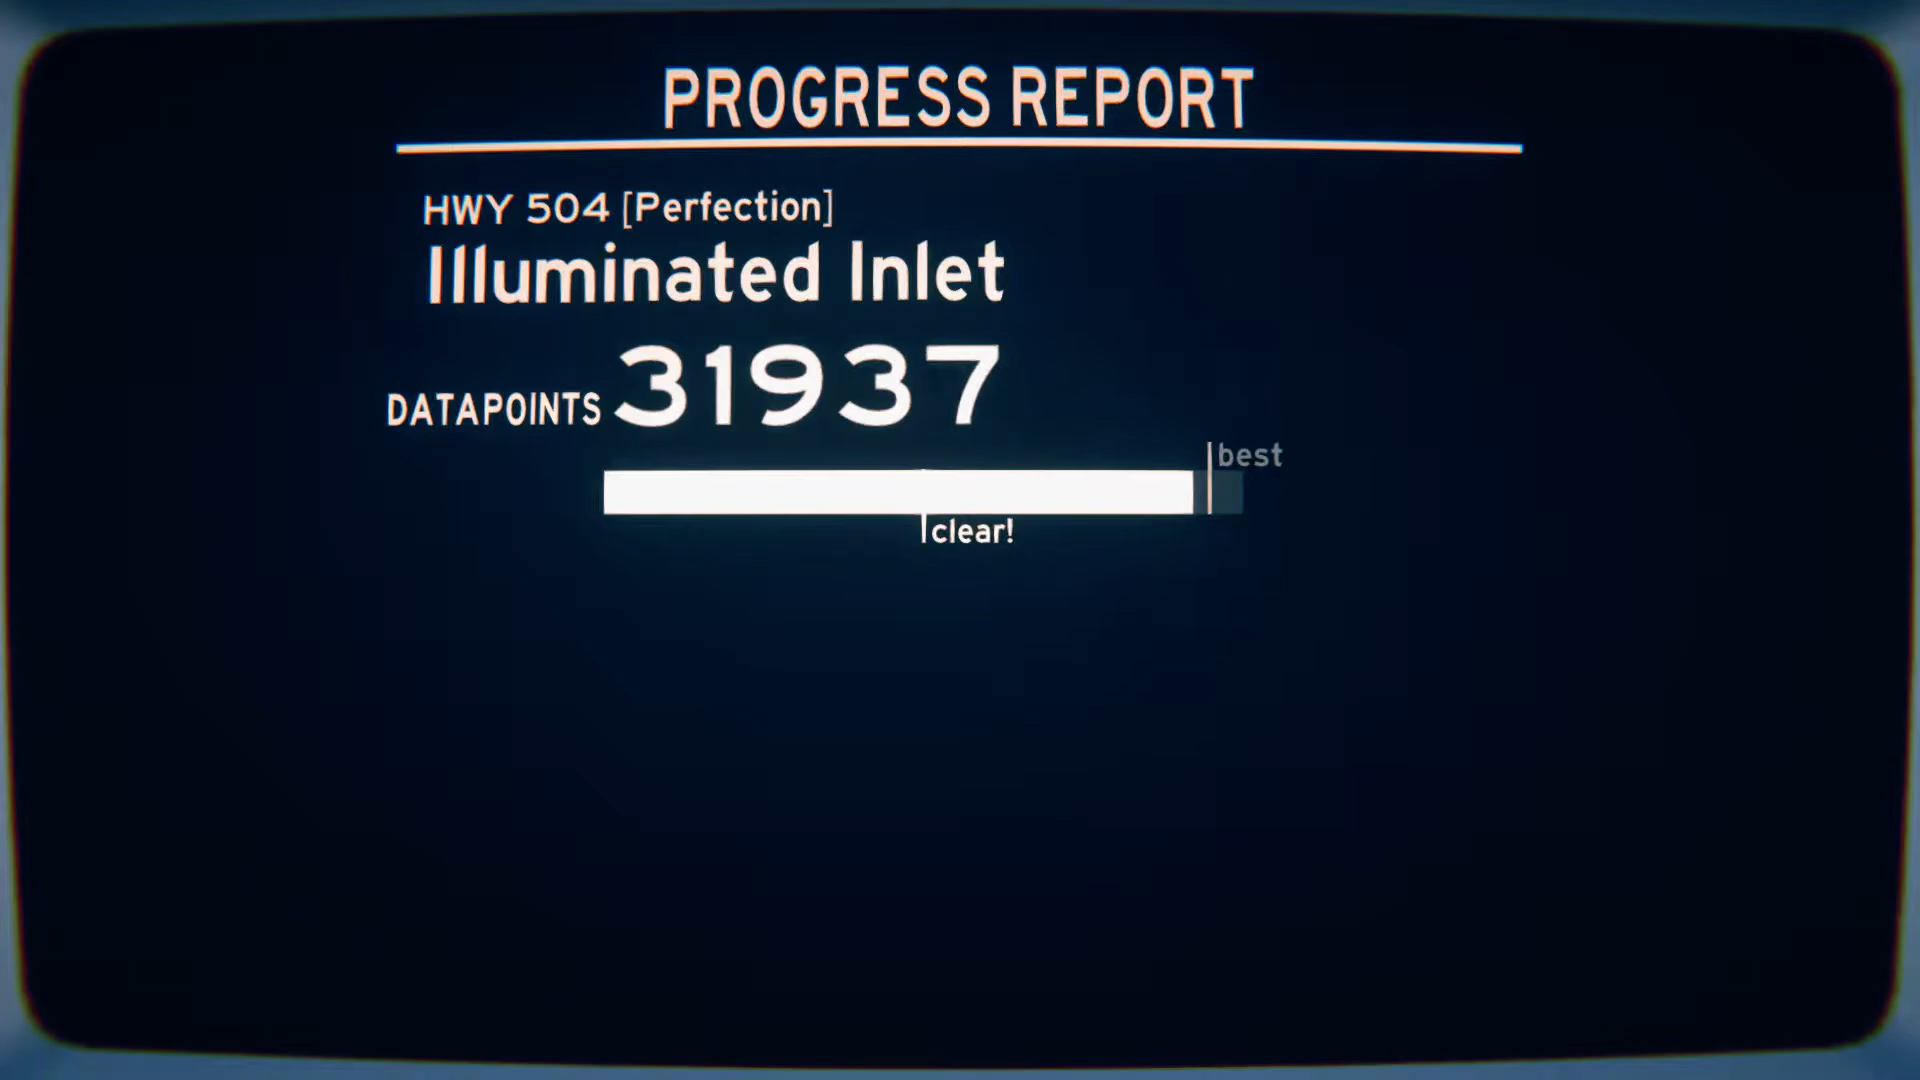 PROGRESS REPORT
HWY 504 [Perfection]
Illuminated Inlet
DATAPOINTS 31937
best
clear!